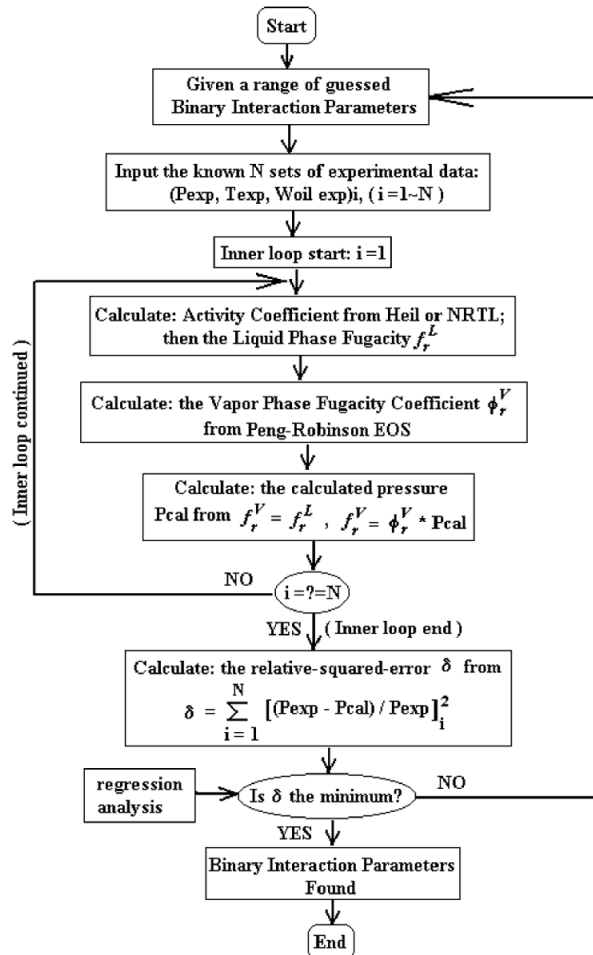 Start
Given a range of guessed
Binary Interaction Parameters
Input the known N sets of experimental data:
(Pexp, Texp, Woil exp)i, ( i =1~N )
Inner loop start: i =1
( Inner loop continued )
Calculate: Activity Coefficient from Heil or NRTL;
then the Liquid Phase Fugacity f_r^L
Calculate: the Vapor Phase Fugacity Coefficient ϕ_r^V
from Peng-Robinson EOS
Calculate: the calculated pressure
Pcal from f_r^V = f_r^L , f_r^V = ϕ_r^V * Pcal
NO
i =?=N
YES ( Inner loop end )
Calculate: the relative-squared-error δ from
δ = ∑_{i = 1}^{N} [(Pexp - Pcal) / Pexp]_i^2
regression
analysis
Is δ the minimum?
NO
YES
Binary Interaction Parameters
Found
End